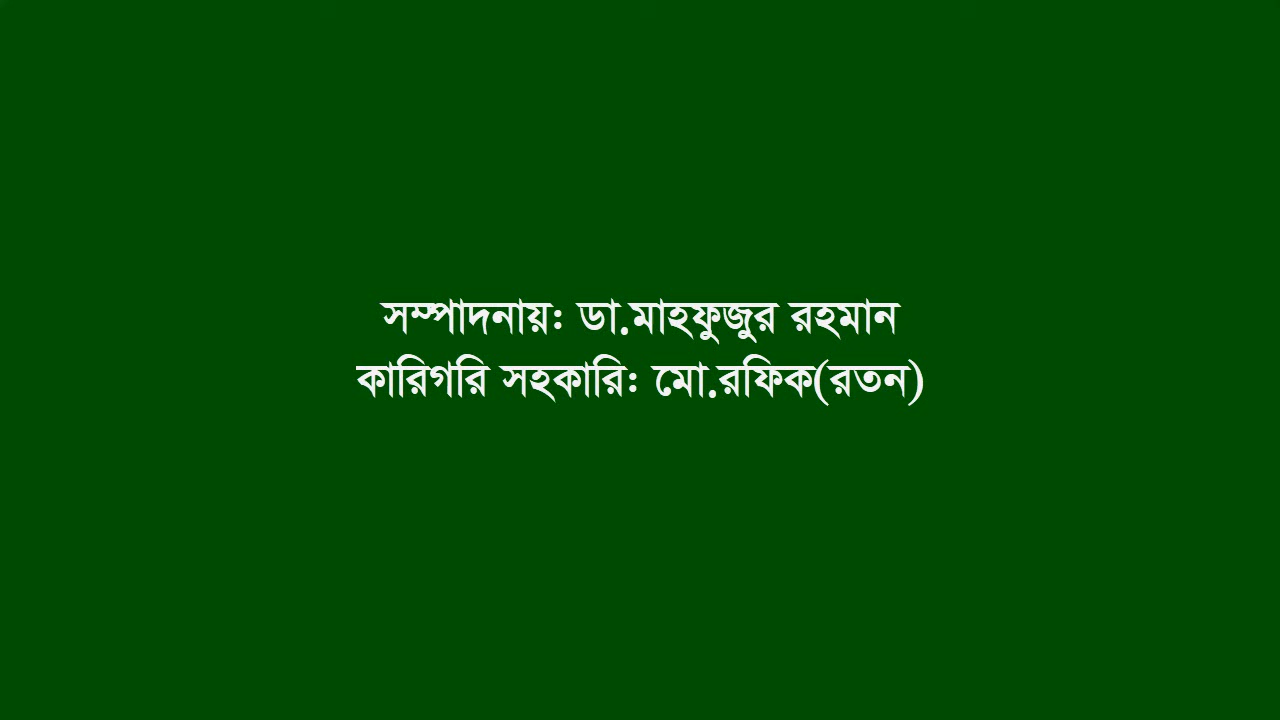 সম্পাদনায়: ডা.মাহফুজুর রহমান
কারিগরি সহকারি: মো.রফিক(রতন)